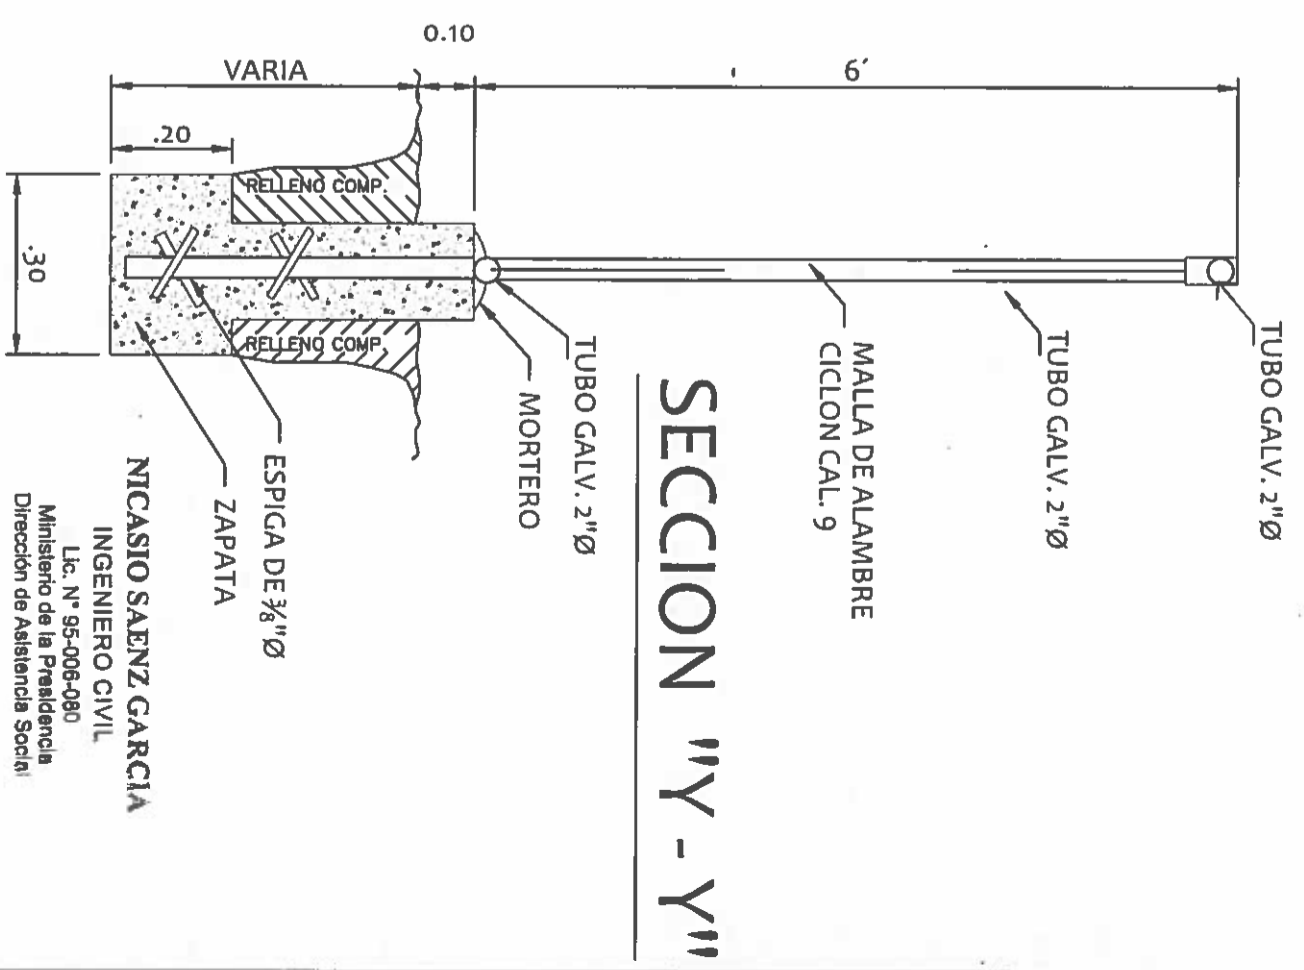 0.10
VARIA
6'
.20
.30
RELLENO COMP.
RELLENO COMP.
TUBO GALV. 2"Ø
TUBO GALV. 2"Ø
MALLA DE ALAMBRE
CICLON CAL. 9
TUBO GALV. 2"Ø
MORTERO
ESPIGA DE 3/8"Ø
ZAPATA
SECCION "Y - Y"
NICASIO SAENZ GARCIA
INGENIERO CIVIL
Lic. N° 95-006-080
Ministerio de la Presidencia
Dirección de Asistencia Social